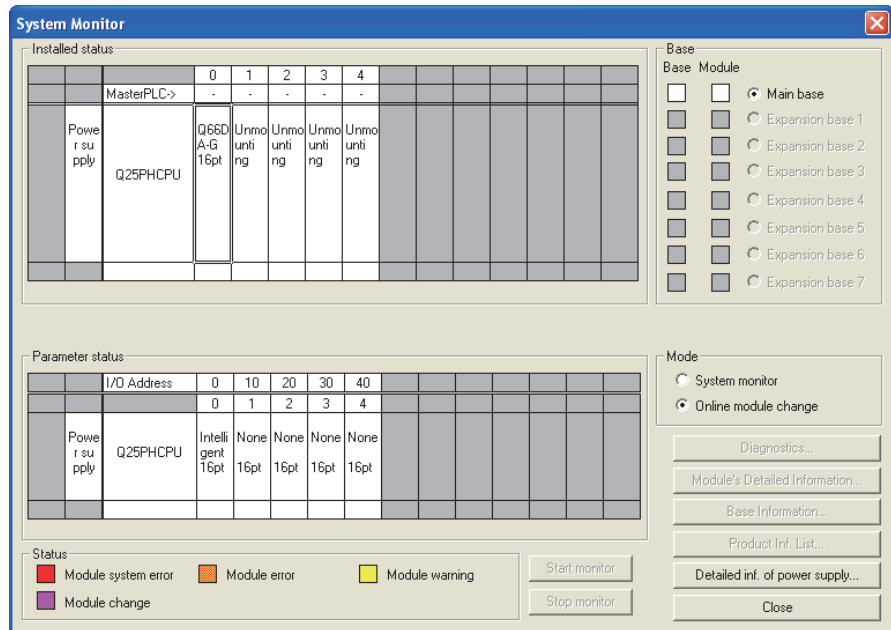 System Monitor
Installed status
0 1 2 3 4
MasterPLC-> - - - - -
Powe
r su
pply
Q25PHCPU
Q66D
A-G
16pt
Unmo
unti
ng
Unmo
unti
ng
Unmo
unti
ng
Unmo
unti
ng
Base
Base Module
Main base
Expansion base 1
Expansion base 2
Expansion base 3
Expansion base 4
Expansion base 5
Expansion base 6
Expansion base 7
Parameter status
I/O Address 0 10 20 30 40
0 1 2 3 4
Powe
r su
pply
Q25PHCPU
Intelli
gent
16pt
None
16pt
None
16pt
None
16pt
None
16pt
Mode
System monitor
Online module change
Diagnostics...
Module's Detailed Information...
Base Information...
Product Inf. List...
Detailed inf. of power supply...
Close
Status
Module system error
Module error
Module warning
Module change
Start monitor
Stop monitor